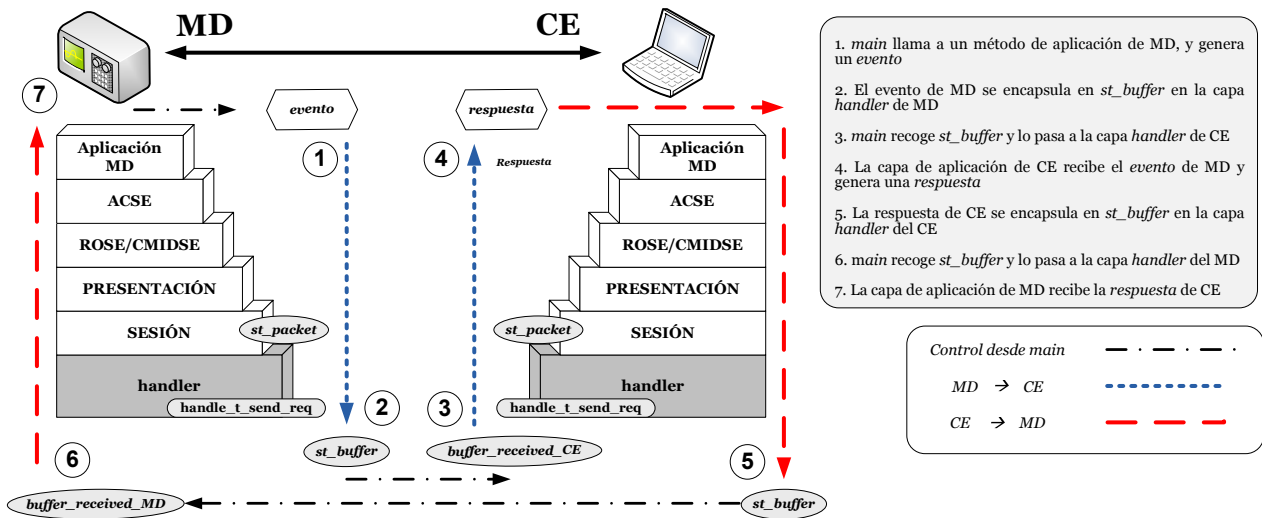 MD
CE
7
evento
respuesta
1
4
Respuesta
Aplicación
MD
ACSE
ROSE/CMIDSE
PRESENTACIÓN
SESIÓN
st_packet
handler
handle_t_send_req
Aplicación
MD
ACSE
ROSE/CMIDSE
PRESENTACIÓN
SESIÓN
st_packet
handler
handle_t_send_req
2
3
st_buffer
buffer_received_CE
6
5
buffer_received_MD
st_buffer
1. main llama a un método de aplicación de MD, y genera
un evento
2. El evento de MD se encapsula en st_buffer en la capa
handler de MD
3. main recoge st_buffer y lo pasa a la capa handler de CE
4. La capa de aplicación de CE recibe el evento de MD y
genera una respuesta
5. La respuesta de CE se encapsula en st_buffer en la capa
handler del CE
6. main recoge st_buffer y lo pasa a la capa handler del MD
7. La capa de aplicación de MD recibe la respuesta de CE
Control desde main
MD → CE
CE → MD